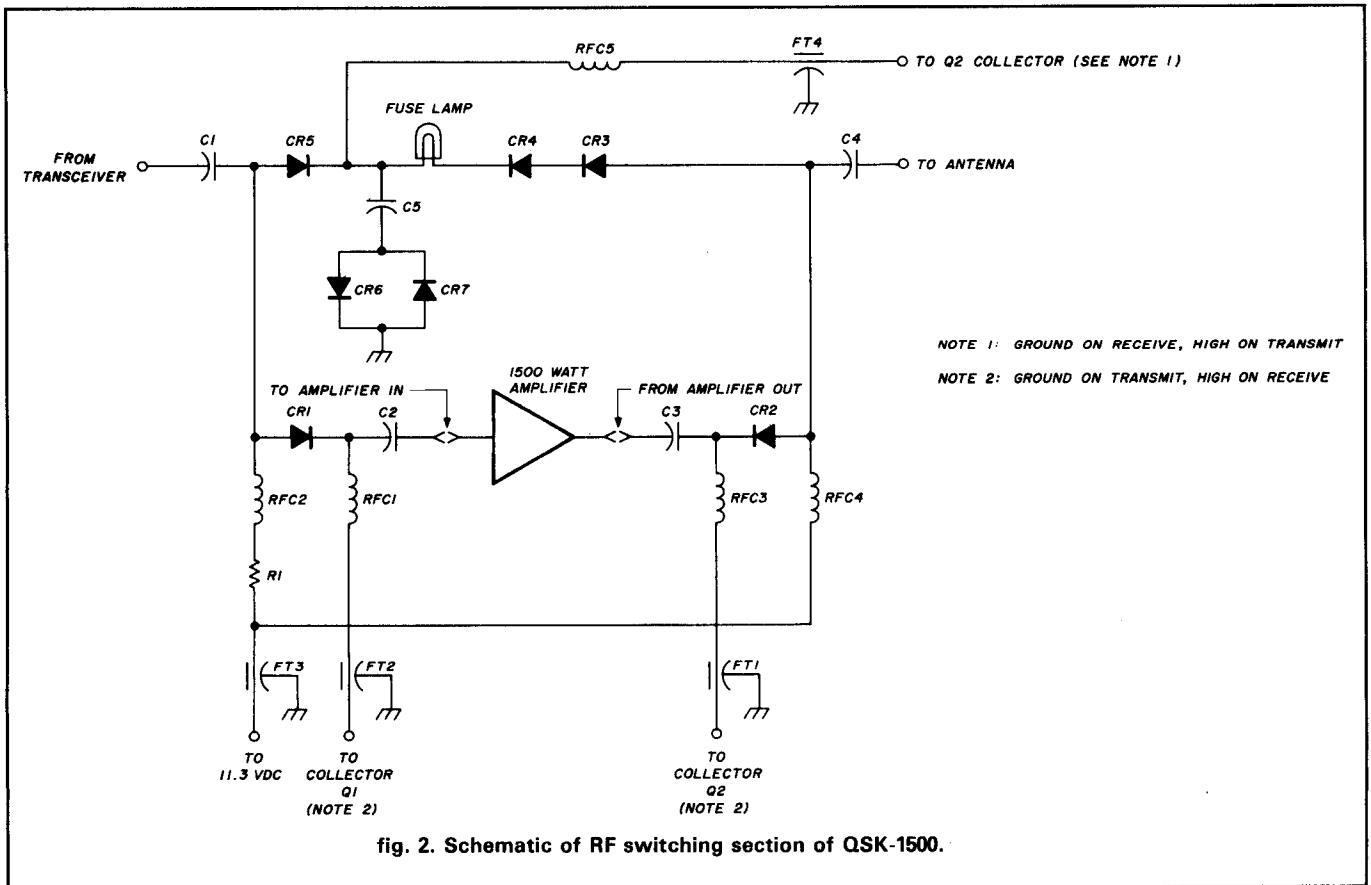 RFC5
FT4
TO Q2 COLLECTOR (SEE NOTE 1)
FUSE LAMP
C1
CR5
CR4
CR3
C4
FROM
TRANSCEIVER
TO ANTENNA
C5
CR6
CR7
NOTE 1: GROUND ON RECEIVE, HIGH ON TRANSMIT
NOTE 2: GROUND ON TRANSMIT, HIGH ON RECEIVE
1500 WATT
AMPLIFIER
TO AMPLIFIER IN
FROM AMPLIFIER OUT
CR1
C2
C3
CR2
RFC2
RFC1
RFC3
RFC4
R1
FT3
FT2
FT1
TO
11.3 VDC
TO
COLLECTOR
Q1
(NOTE 2)
TO
COLLECTOR
Q2
(NOTE 2)
fig. 2. Schematic of RF switching section of QSK-1500.